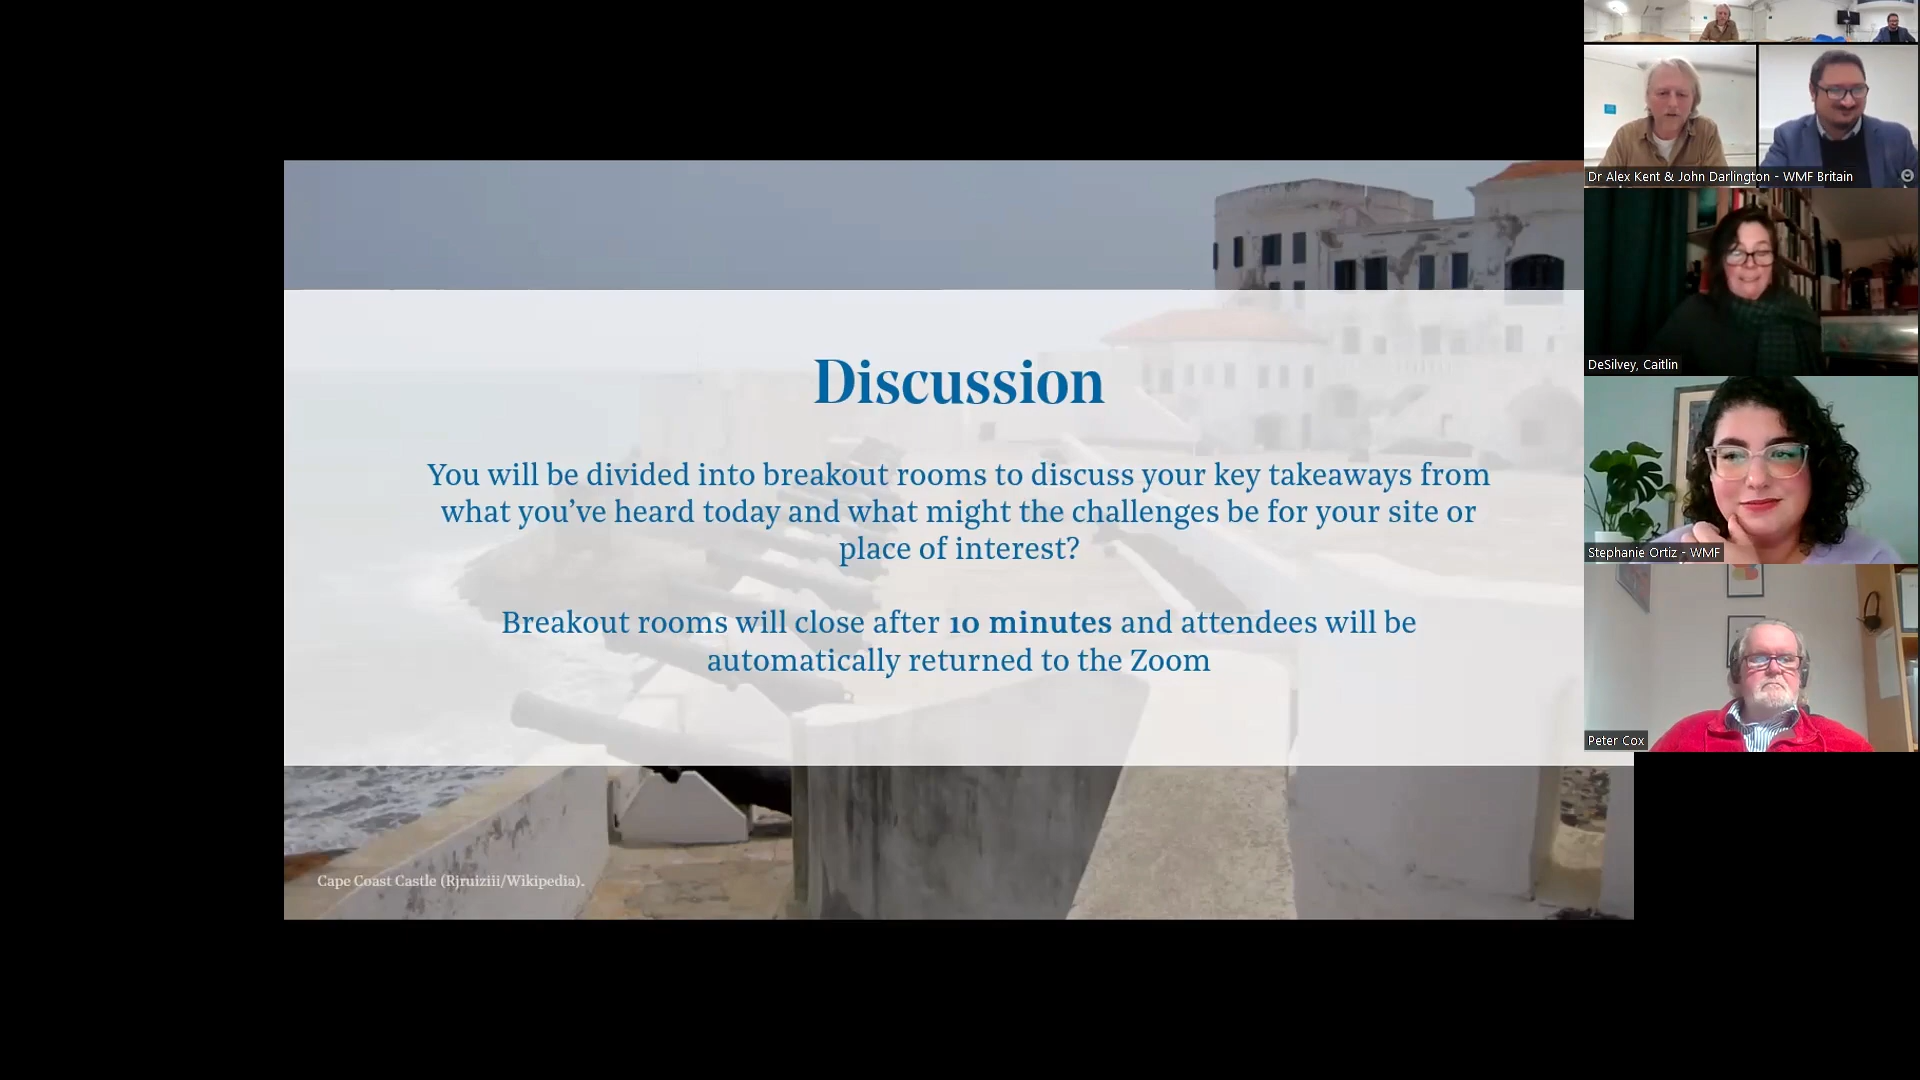 Discussion
You will be divided into breakout rooms to discuss your key takeaways from
what you’ve heard today and what might the challenges be for your site or
place of interest?
Breakout rooms will close after 10 minutes and attendees will be
automatically returned to the Zoom
Cape Coast Castle (Rjruiziii/Wikipedia).
Dr Alex Kent & John Darlington - WMF Britain
DeSilvey, Caitlin
Stephanie Ortiz - WMF
Peter Cox